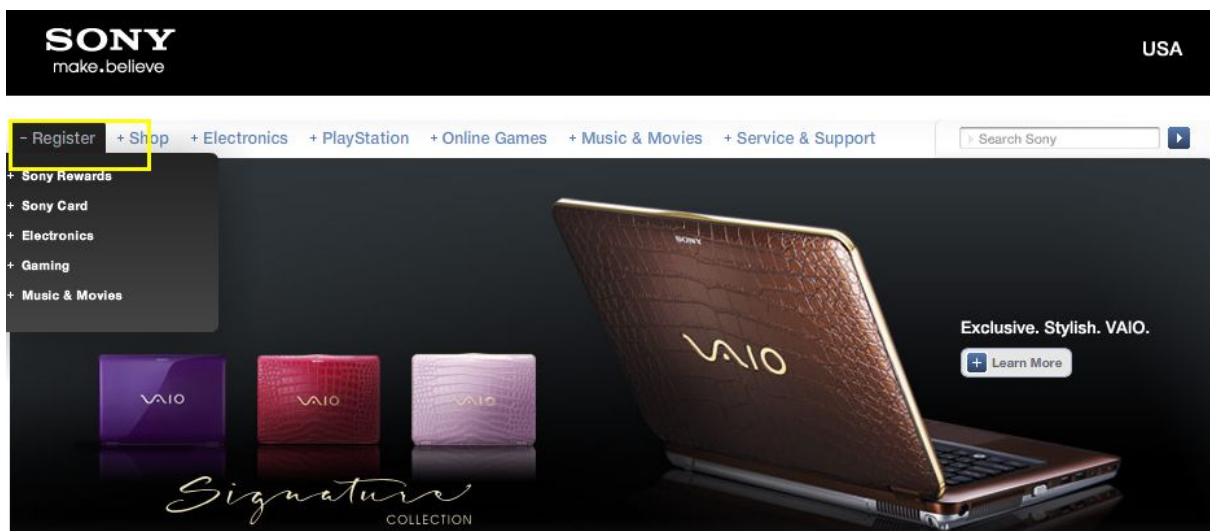 SONY
make.believe
USA
– Register + Shop + Electronics + PlayStation + Online Games + Music & Movies + Service & Support
Search Sony
+ Sony Rewards
+ Sony Card
+ Electronics
+ Gaming
+ Music & Movies
SONY
VAIO
Exclusive. Stylish. VAIO.
+ Learn More
VAIO
VAIO
VAIO
Signature
COLLECTION